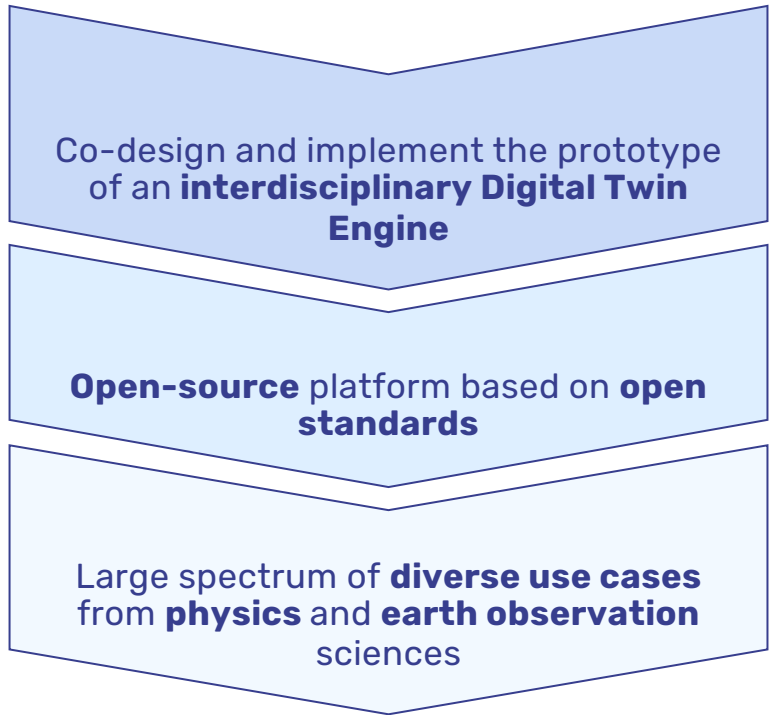 Co-design and implement the prototype
of an interdisciplinary Digital Twin
Engine
Open-source platform based on open
standards
Large spectrum of diverse use cases
from physics and earth observation
sciences